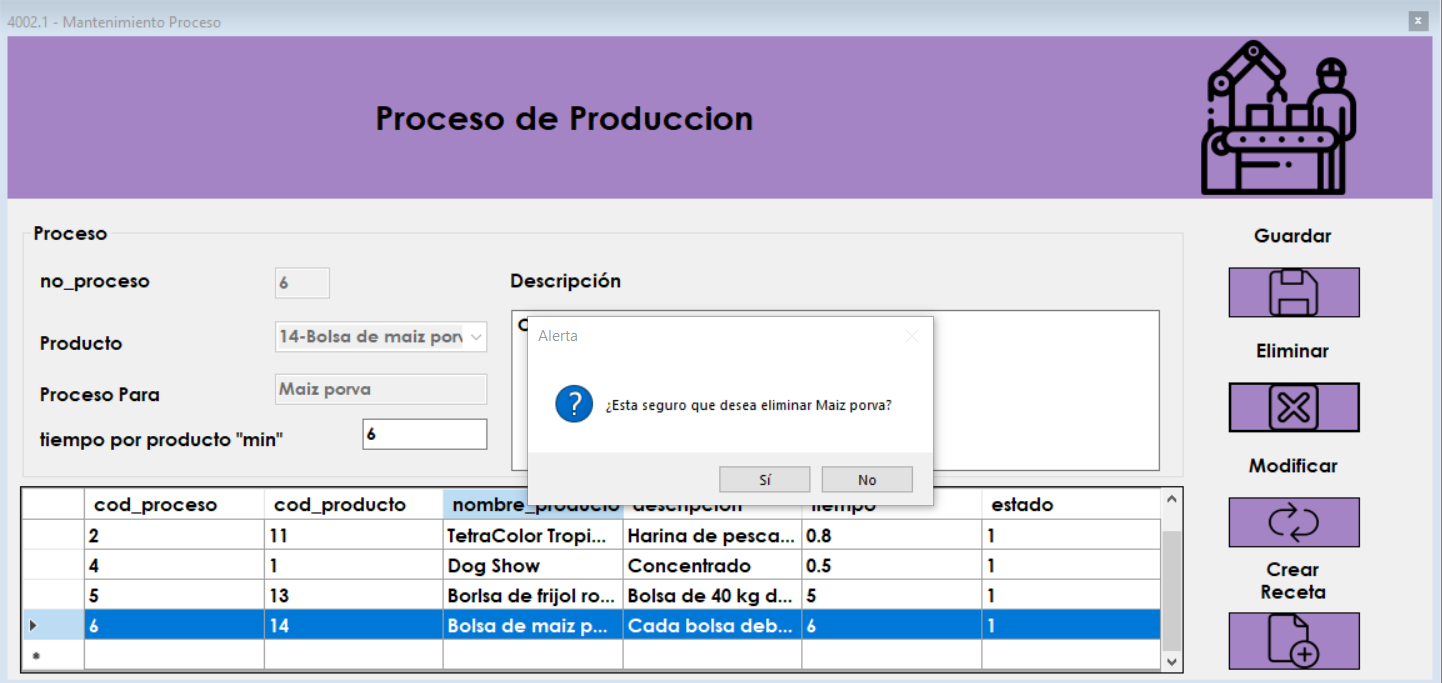 4002.1 - Mantenimiento Proceso
Proceso de Produccion
Proceso
no_proceso
6
Descripción
Producto
14-Bolsa de maiz porv
Proceso Para
Maiz porva
tiempo por producto "min"
6
Alerta
¿Esta seguro que desea eliminar Maiz porva?
Sí
No
Guardar
Eliminar
Modificar
Crear
Receta
cod_proceso cod_producto nombre_producto descripcion tiempo estado
2 11 TetraColor Tropi... Harina de pesca... 0.8 1
4 1 Dog Show Concentrado 0.5 1
5 13 Borlsa de frijol ro... Bolsa de 40 kg d... 5 1
6 14 Bolsa de maiz p... Cada bolsa deb... 6 1